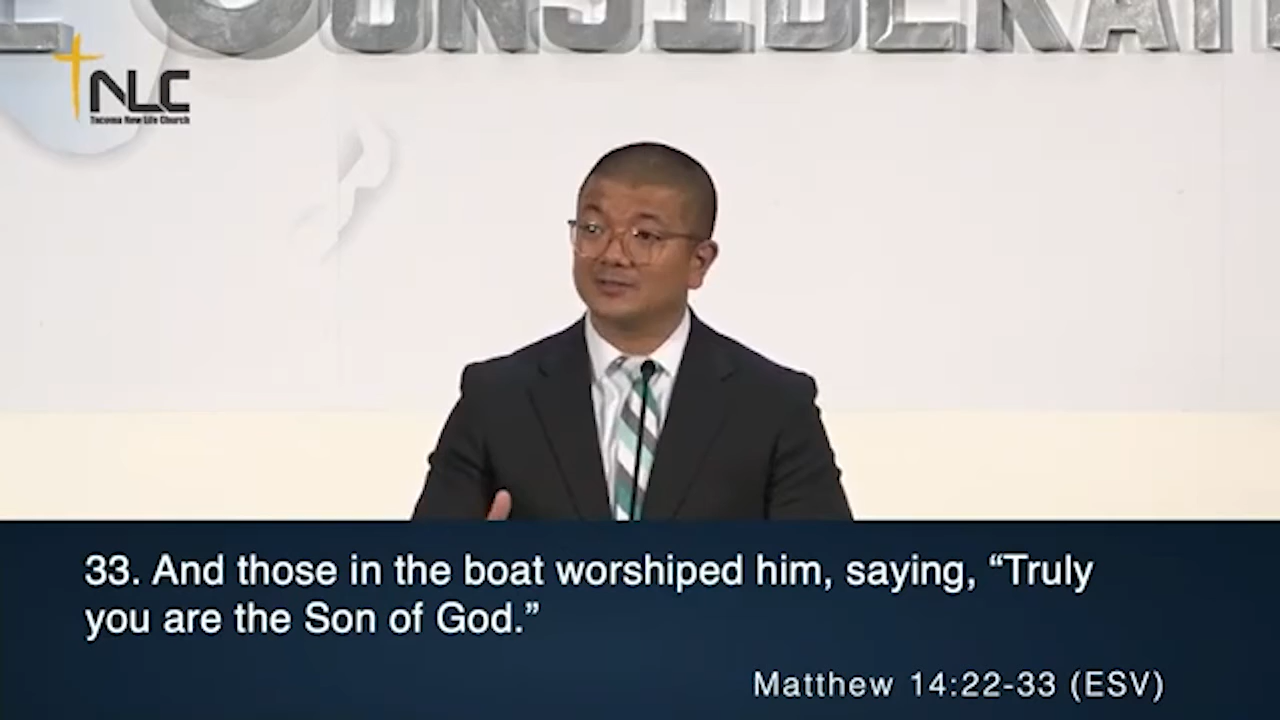 E CONSIDERAT
NLC
Tacoma New Life Church
33. And those in the boat worshiped him, saying, “Truly
you are the Son of God.”
Matthew 14:22-33 (ESV)